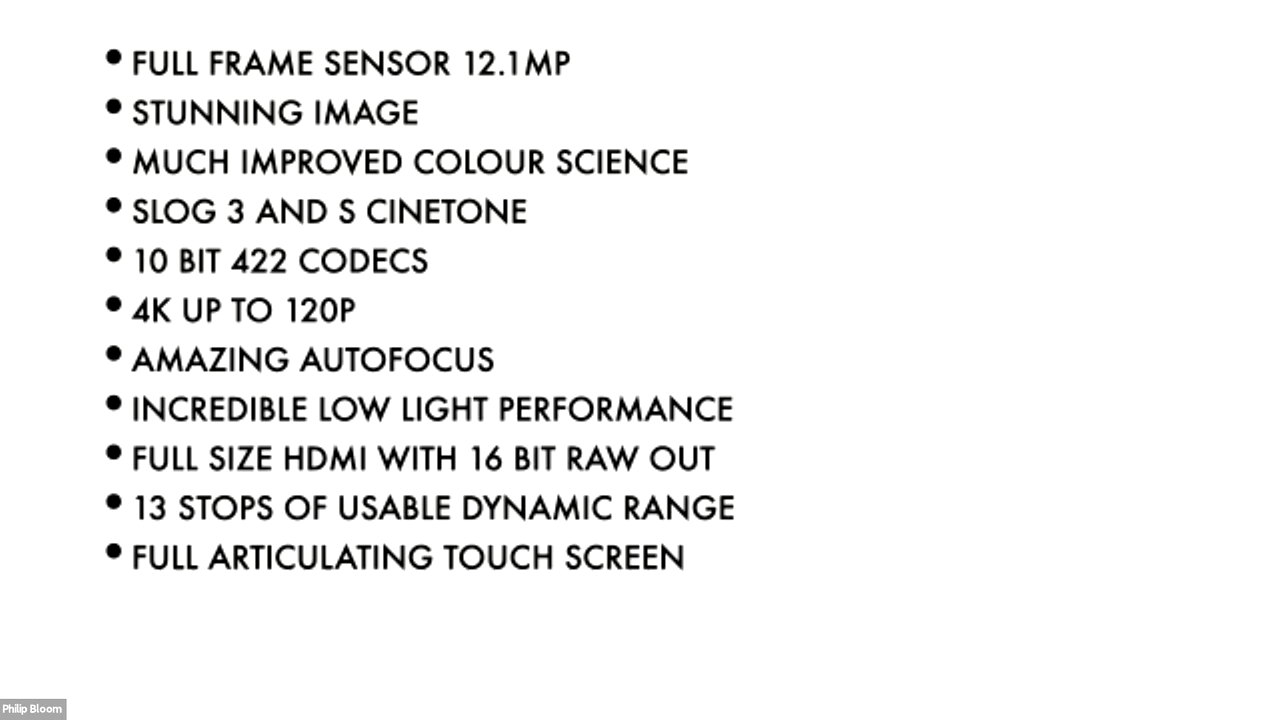 • FULL FRAME SENSOR 12.1MP
• STUNNING IMAGE
• MUCH IMPROVED COLOUR SCIENCE
• SLOG 3 AND S CINETONE
• 10 BIT 422 CODECS
• 4K UP TO 120P
• AMAZING AUTOFOCUS
• INCREDIBLE LOW LIGHT PERFORMANCE
• FULL SIZE HDMI WITH 16 BIT RAW OUT
• 13 STOPS OF USABLE DYNAMIC RANGE
• FULL ARTICULATING TOUCH SCREEN
Philip Bloom